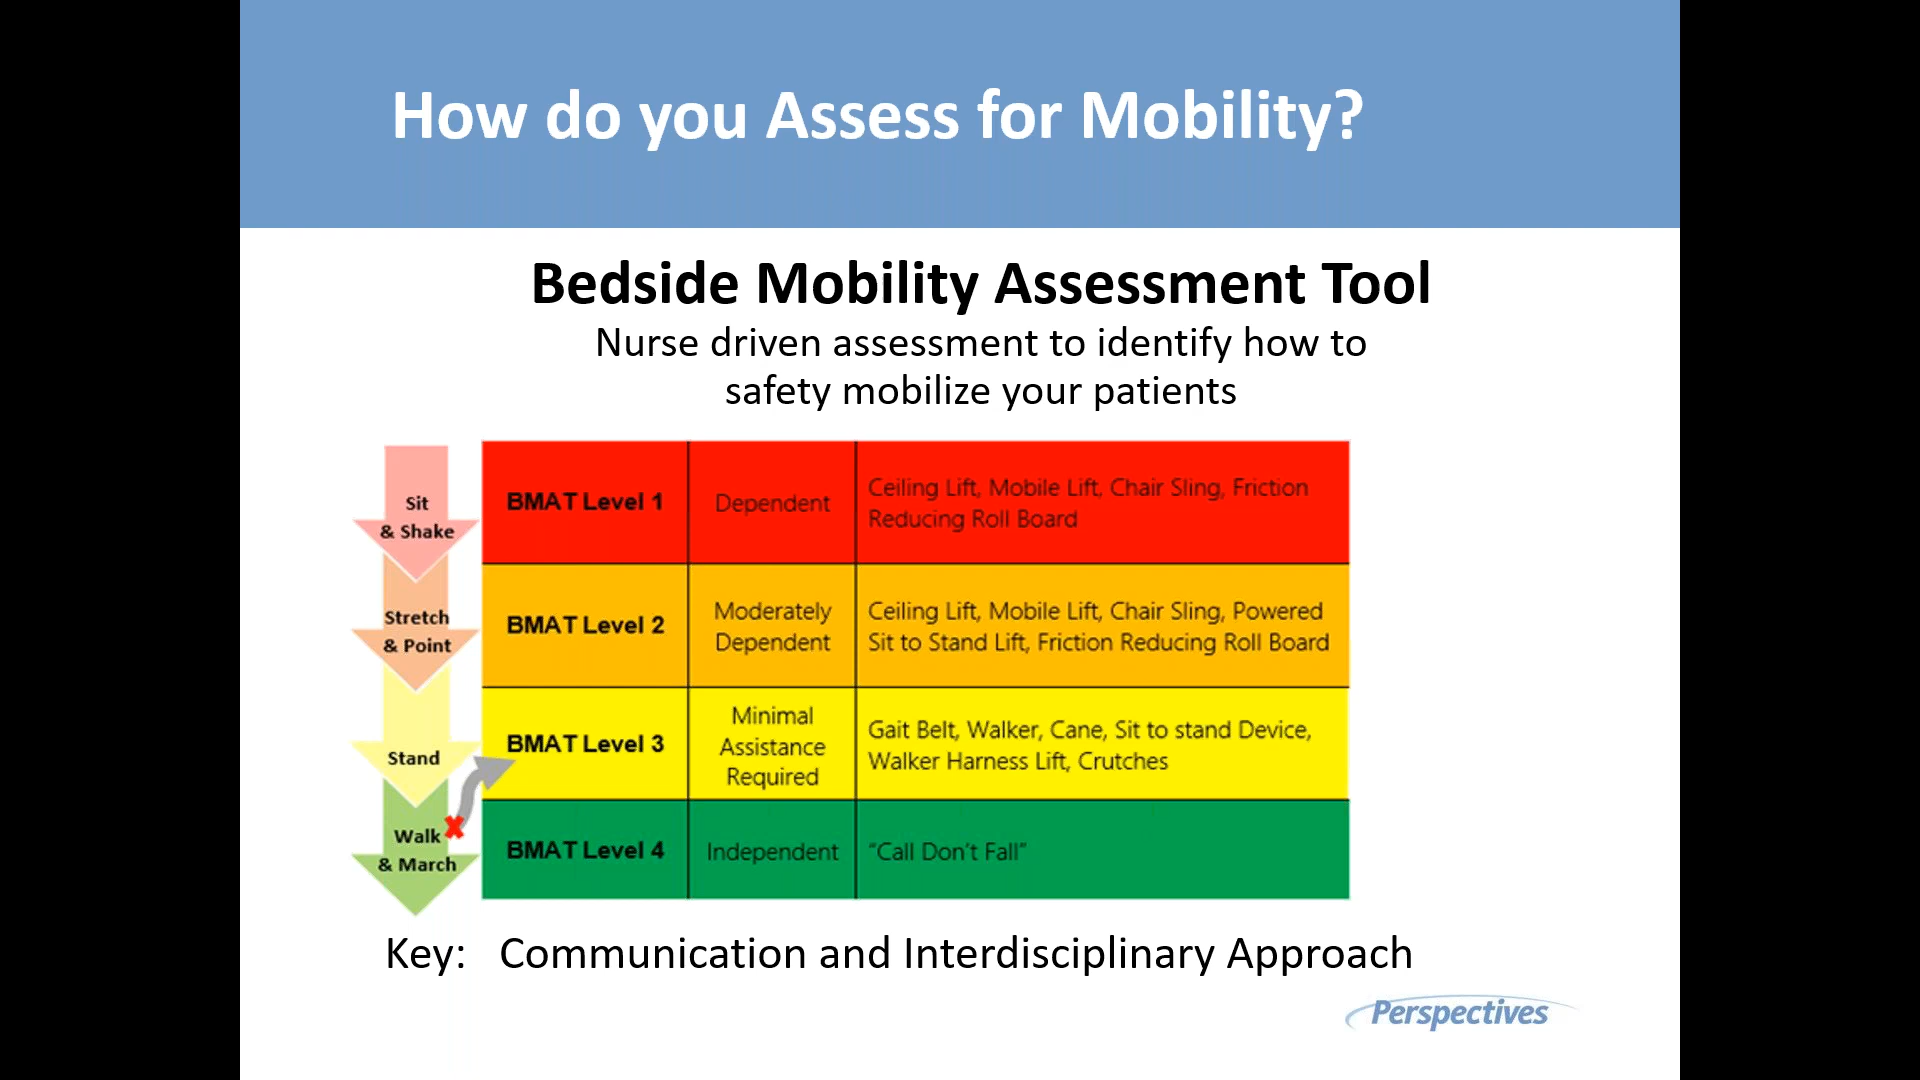 How do you Assess for Mobility?
Bedside Mobility Assessment Tool
Nurse driven assessment to identify how to
safety mobilize your patients
Sit
& Shake
BMAT Level 1
Dependent
Ceiling Lift, Mobile Lift, Chair Sling, Friction
Reducing Roll Board
Stretch
& Point
BMAT Level 2
Moderately
Dependent
Ceiling Lift, Mobile Lift, Chair Sling, Powered
Sit to Stand Lift, Friction Reducing Roll Board
Stand
BMAT Level 3
Minimal
Assistance
Required
Gait Belt, Walker, Cane, Sit to stand Device,
Walker Harness Lift, Crutches
Walk
& March
BMAT Level 4
Independent
“Call Don’t Fall”
Key: Communication and Interdisciplinary Approach
Perspectives